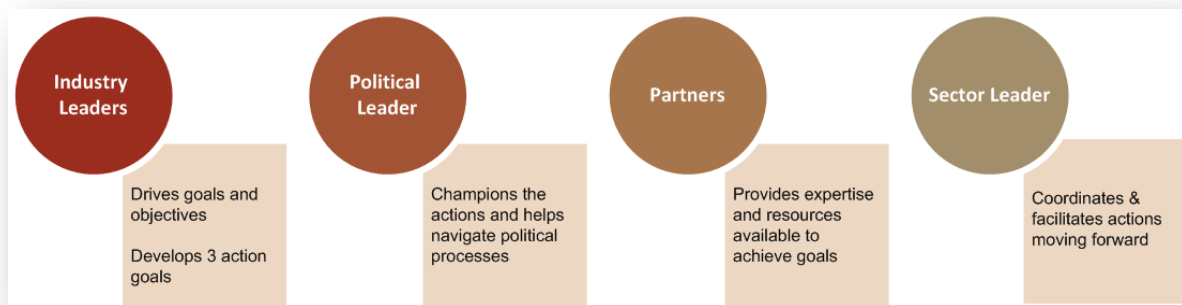 Industry
Leaders
Drives goals and
objectives
Develops 3 action
goals
Political
Leader
Champions the
actions and helps
navigate political
processes
Partners
Provides expertise
and resources
available to
achieve goals
Sector Leader
Coordinates &
facilitates actions
moving forward